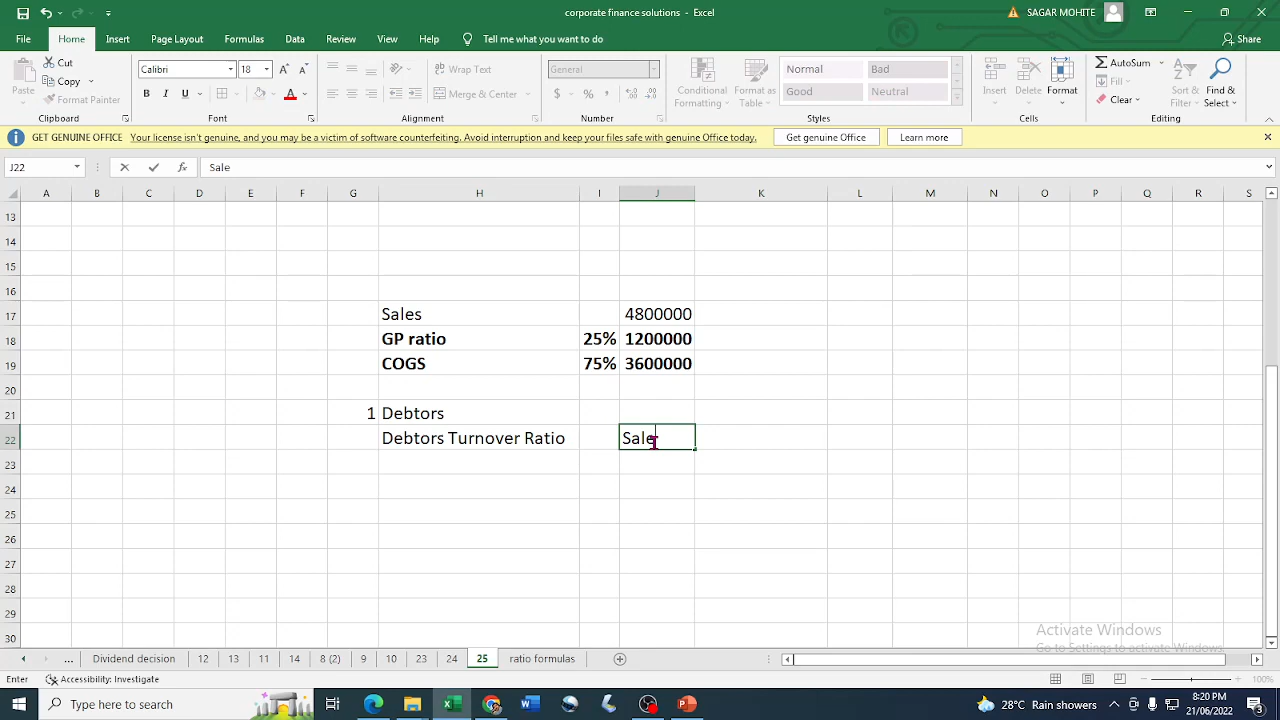 corporate finance solutions - Excel
SAGAR MOHITE
File Home Insert Page Layout Formulas Data Review View Help Tell me what you want to do Share
Cut
Copy
Format Painter
Paste
Clipboard
Calibri 18
B I U
Font
Wrap Text
Merge & Center
Alignment
General
$ % ,
Number
Conditional Formatting
Format as Table
Normal Bad
Good Neutral
Styles
Insert Delete Format
Cells
AutoSum
Fill
Clear
Sort & Filter
Find & Select
Editing
GET GENUINE OFFICE Your license isn't genuine, and you may be a victim of software counterfeiting. Avoid interruption and keep your files safe with genuine Office today. Get genuine Office Learn more
J22 fx Sale
A B C D E F G H I J K L M N O P Q R S
13
14
15
16
17 Sales 4800000
18 GP ratio 25% 1200000
19 COGS 75% 3600000
20
21 1 Debtors
22 Debtors Turnover Ratio Sale
23
24
25
26
27
28
29
30
Activate Windows
Go to Settings to activate Windows.
... Dividend decision 12 13 11 14 8 (2) 9 10 23 24 25 ratio formulas
Enter Accessibility: Investigate 100%
Type here to search 28°C Rain showers 8:20 PM
21/06/2022